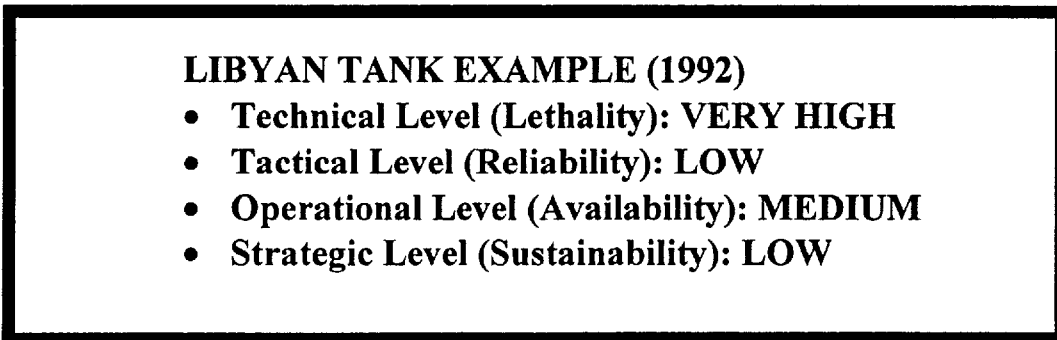 LIBYAN TANK EXAMPLE (1992)
• Technical Level (Lethality): VERY HIGH
• Tactical Level (Reliability): LOW
• Operational Level (Availability): MEDIUM
• Strategic Level (Sustainability): LOW